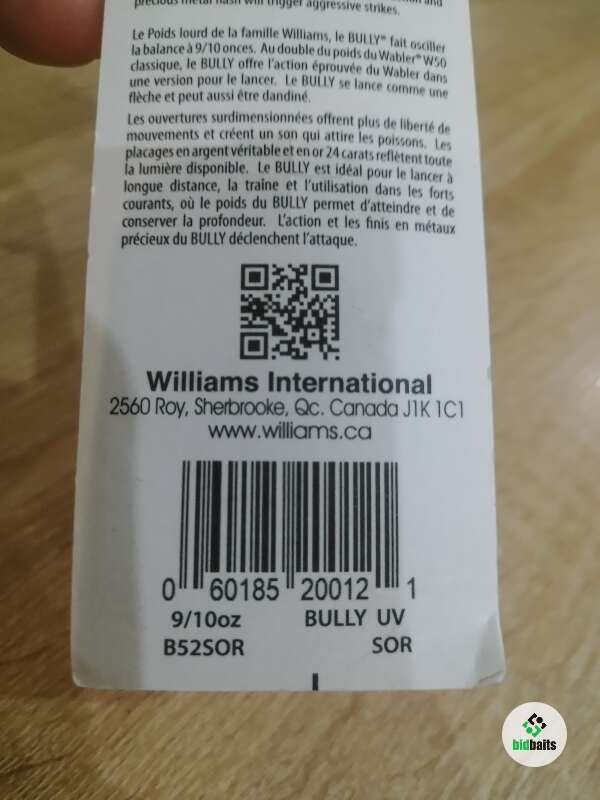 precious metal flash will trigger aggressive strikes.
Le Poids lourd de la famille Williams, le BULLY® fait osciller
la balance à 9/10 onces. Au double du poids du Wabler® W50
classique, le BULLY offre l'action éprouvée du Wabler dans
une version pour le lancer. Le BULLY se lance comme une
flèche et peut aussi être dandiné.
Les ouvertures surdimensionnées offrent plus de liberté de
mouvements et créent un son qui attire les poissons. Les
placages en argent véritable et en or 24 carats reflètent toute
la lumière disponible. Le BULLY est idéal pour le lancer à
longue distance, la traîne et l'utilisation dans les forts
courants, où le poids du BULLY permet d'atteindre et de
conserver la profondeur. L'action et les finis en métaux
précieux du BULLY déclenchent l'attaque.
Williams International
2560 Roy, Sherbrooke, Qc. Canada J1K 1C1
www.williams.ca
0 60185 20012 1
9/10oz BULLY UV
B52SOR SOR
bidbaits